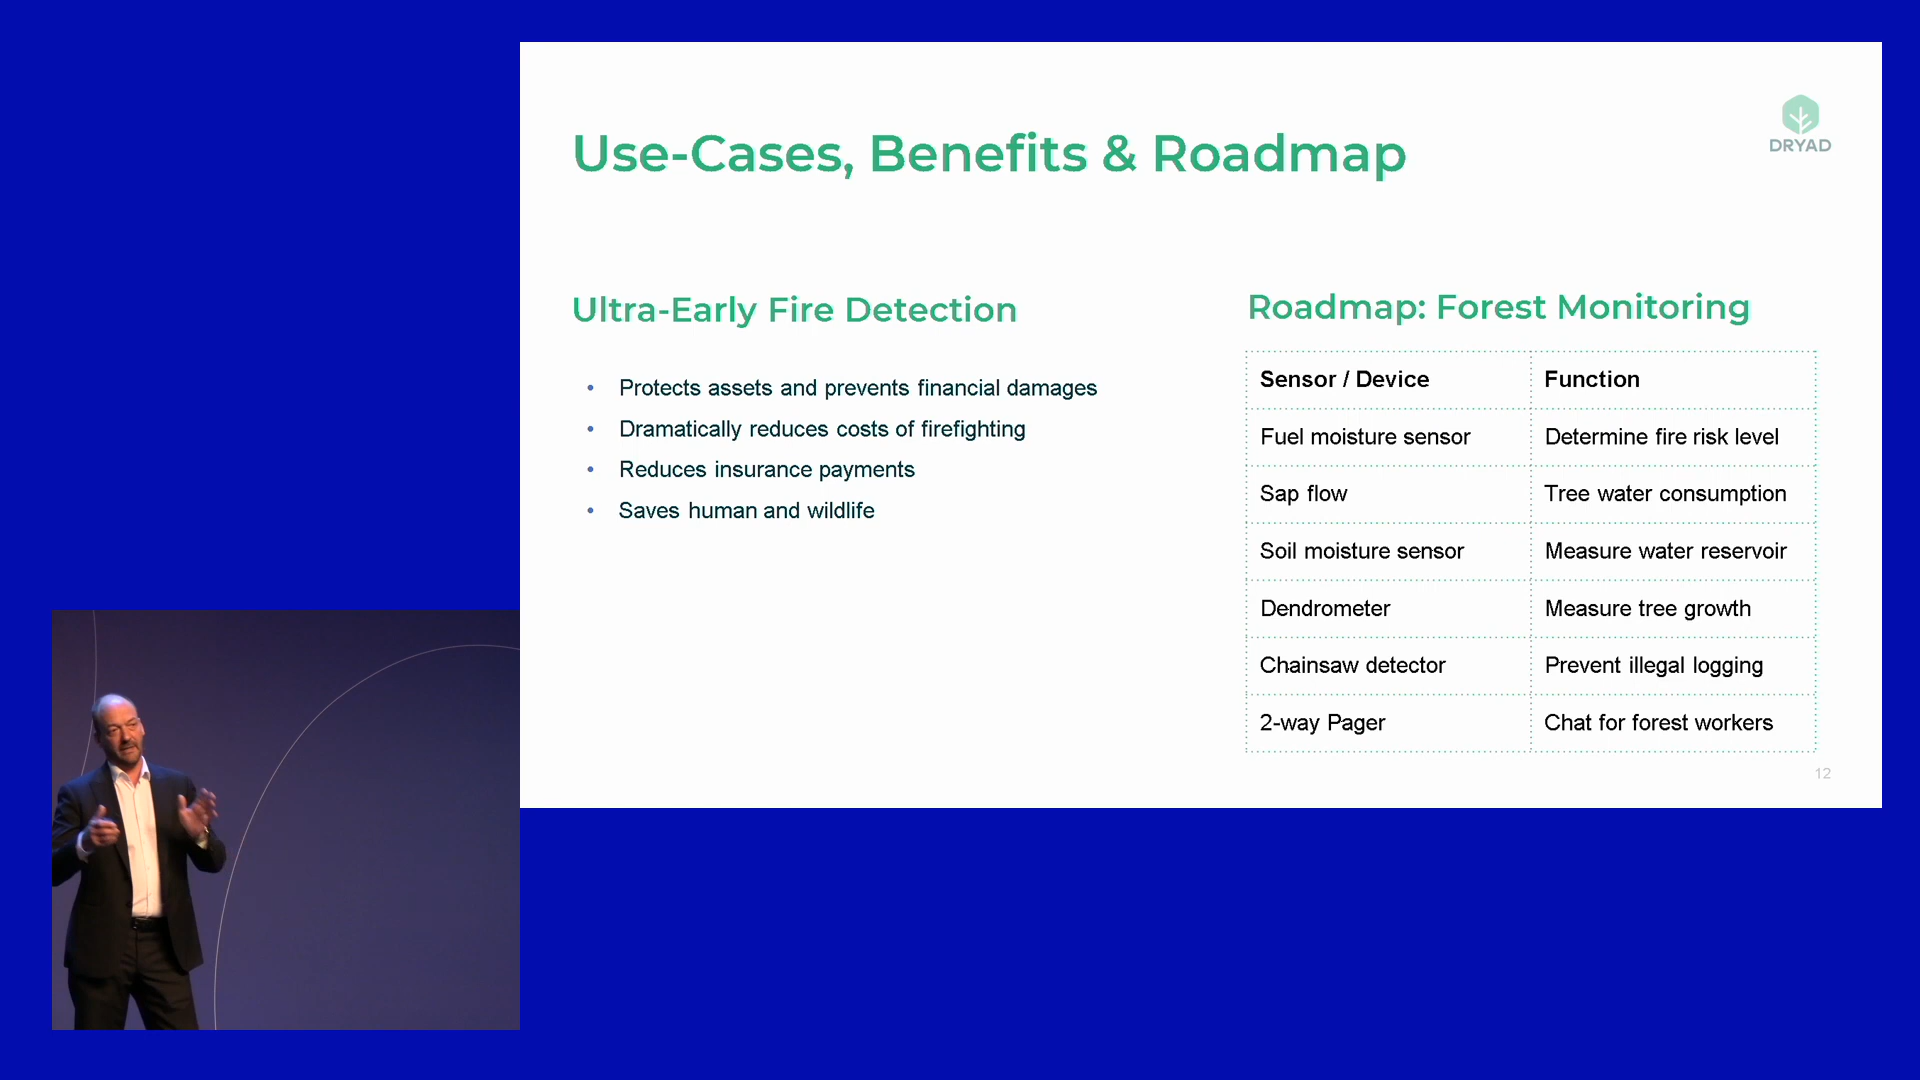 DRYAD
Use-Cases, Benefits & Roadmap
Ultra-Early Fire Detection
• Protects assets and prevents financial damages
• Dramatically reduces costs of firefighting
• Reduces insurance payments
• Saves human and wildlife
Roadmap: Forest Monitoring
Sensor / Device Function
Fuel moisture sensor Determine fire risk level
Sap flow Tree water consumption
Soil moisture sensor Measure water reservoir
Dendrometer Measure tree growth
Chainsaw detector Prevent illegal logging
2-way Pager Chat for forest workers
12